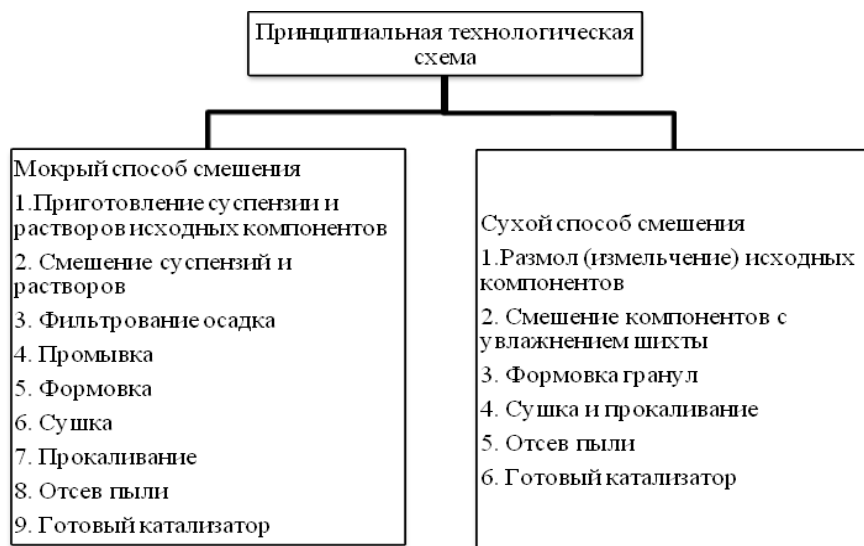 Принципиальная технологическая
схема
Мокрый способ смешения
1.Приготовление суспензии и
растворов исходных компонентов
2. Смешение суспензий и
растворов
3. Фильтрование осадка
4. Промывка
5. Формовка
6. Сушка
7. Прокаливание
8. Отсев пыли
9. Готовый катализатор
Сухой способ смешения
1.Размол (измельчение) исходных
компонентов
2. Смешение компонентов с
увлажнением шихты
3. Формовка гранул
4. Сушка и прокаливание
5. Отсев пыли
6. Готовый катализатор